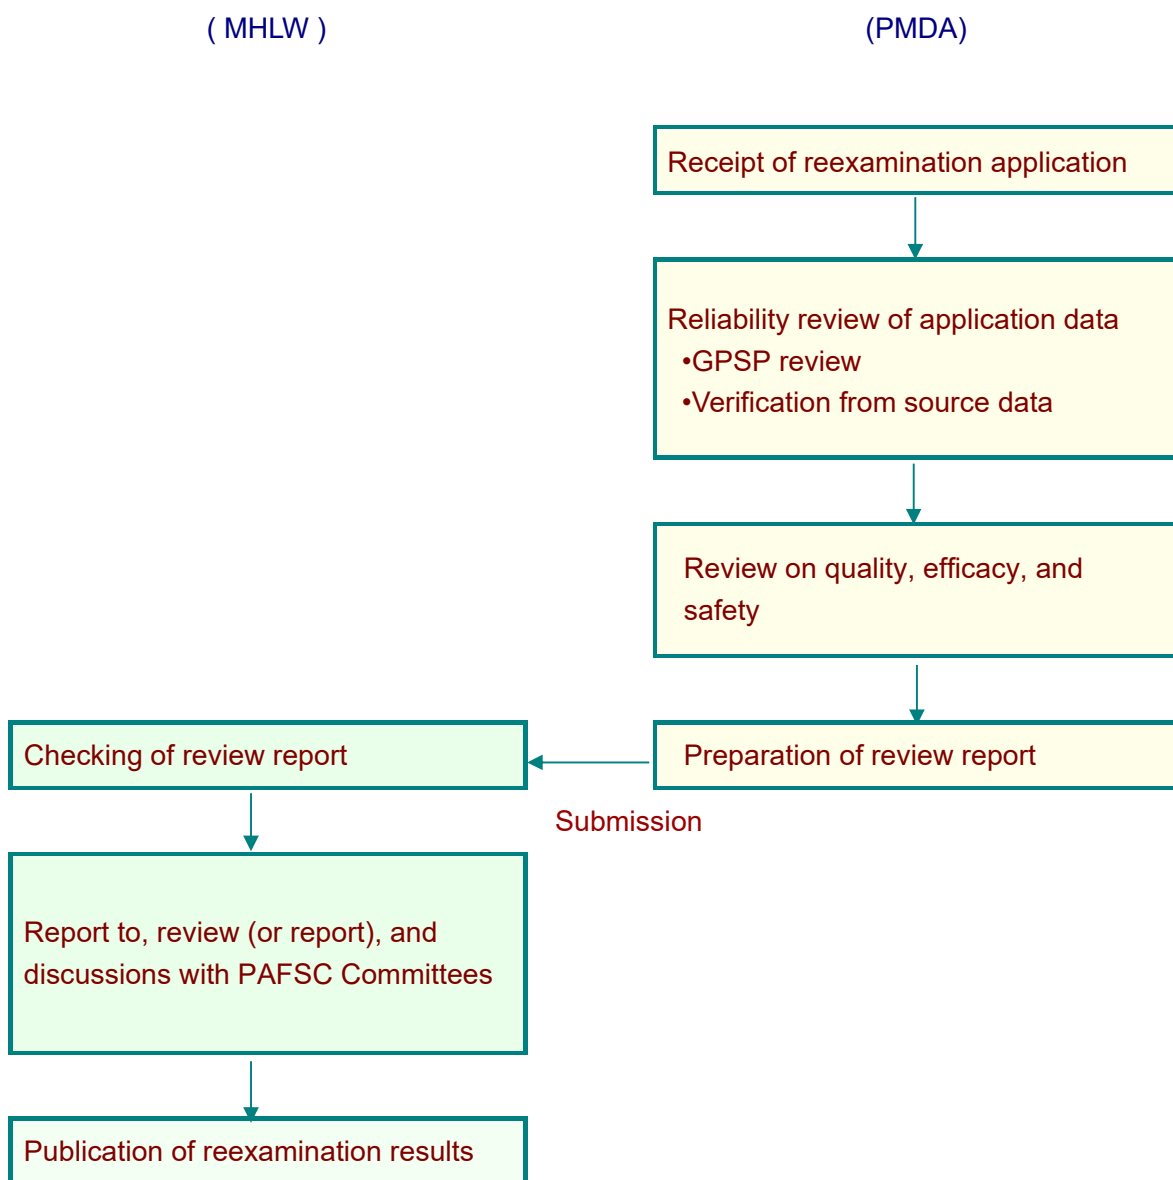 ( MHLW )
(PMDA)
Receipt of reexamination application
Reliability review of application data
•GPSP review
•Verification from source data
Review on quality, efficacy, and
safety
Checking of review report
Preparation of review report
Submission
Report to, review (or report), and
discussions with PAFSC Committees
Publication of reexamination results